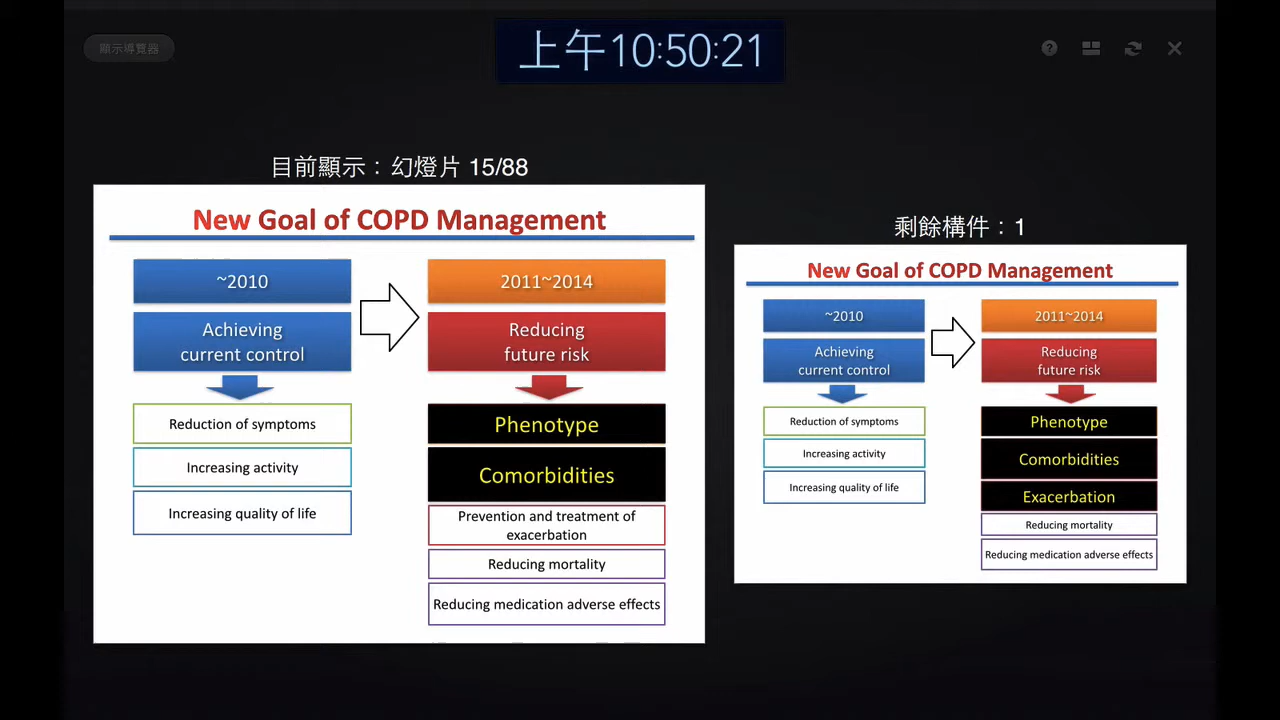 顯示導覽器
上午10:50:21
目前顯示：幻燈片 15/88
New Goal of COPD Management
~2010
Achieving
current control
Reduction of symptoms
Increasing activity
Increasing quality of life
2011~2014
Reducing
future risk
Phenotype
Comorbidities
Prevention and treatment of
exacerbation
Reducing mortality
Reducing medication adverse effects
剩餘構件：1
New Goal of COPD Management
~2010
Achieving
current control
Reduction of symptoms
Increasing activity
Increasing quality of life
2011~2014
Reducing
future risk
Phenotype
Comorbidities
Exacerbation
Reducing mortality
Reducing medication adverse effects